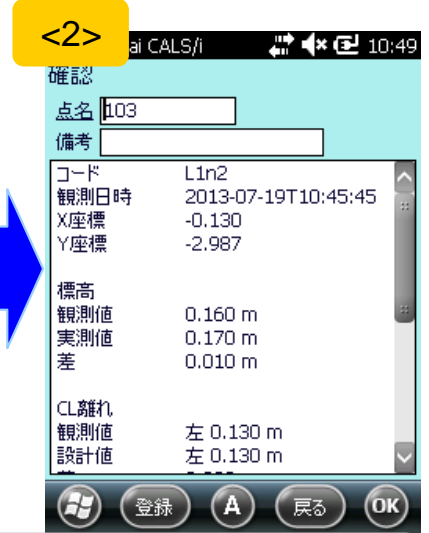 <2>
ai CALS/i 10:49
確認
点名 103
備考
コード L1n2
観測日時 2013-07-19T10:45:45
X座標 -0.130
Y座標 -2.987
標高
観測値 0.160 m
実測値 0.170 m
差 0.010 m
CL離れ
観測値 左 0.130 m
設計値 左 0.130 m
登録 A 戻る OK